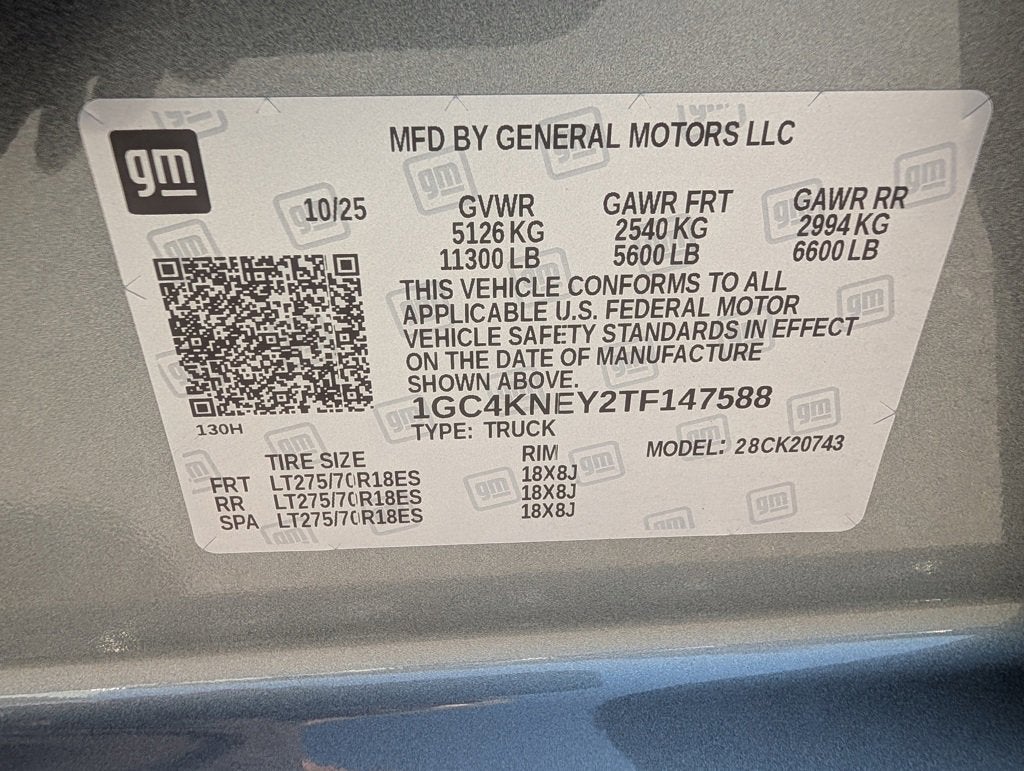 gm
MFD BY GENERAL MOTORS LLC
10/25
GVWR GAWR FRT GAWR RR
5126 KG 2540 KG 2994 KG
11300 LB 5600 LB 6600 LB
THIS VEHICLE CONFORMS TO ALL
APPLICABLE U.S. FEDERAL MOTOR
VEHICLE SAFETY STANDARDS IN EFFECT
ON THE DATE OF MANUFACTURE
SHOWN ABOVE.
1GC4KNEY2TF147588
130H
TYPE: TRUCK
MODEL: 28CK20743
TIRE SIZE RIM
FRT LT275/70R18ES 18X8J
RR LT275/70R18ES 18X8J
SPA LT275/70R18ES 18X8J